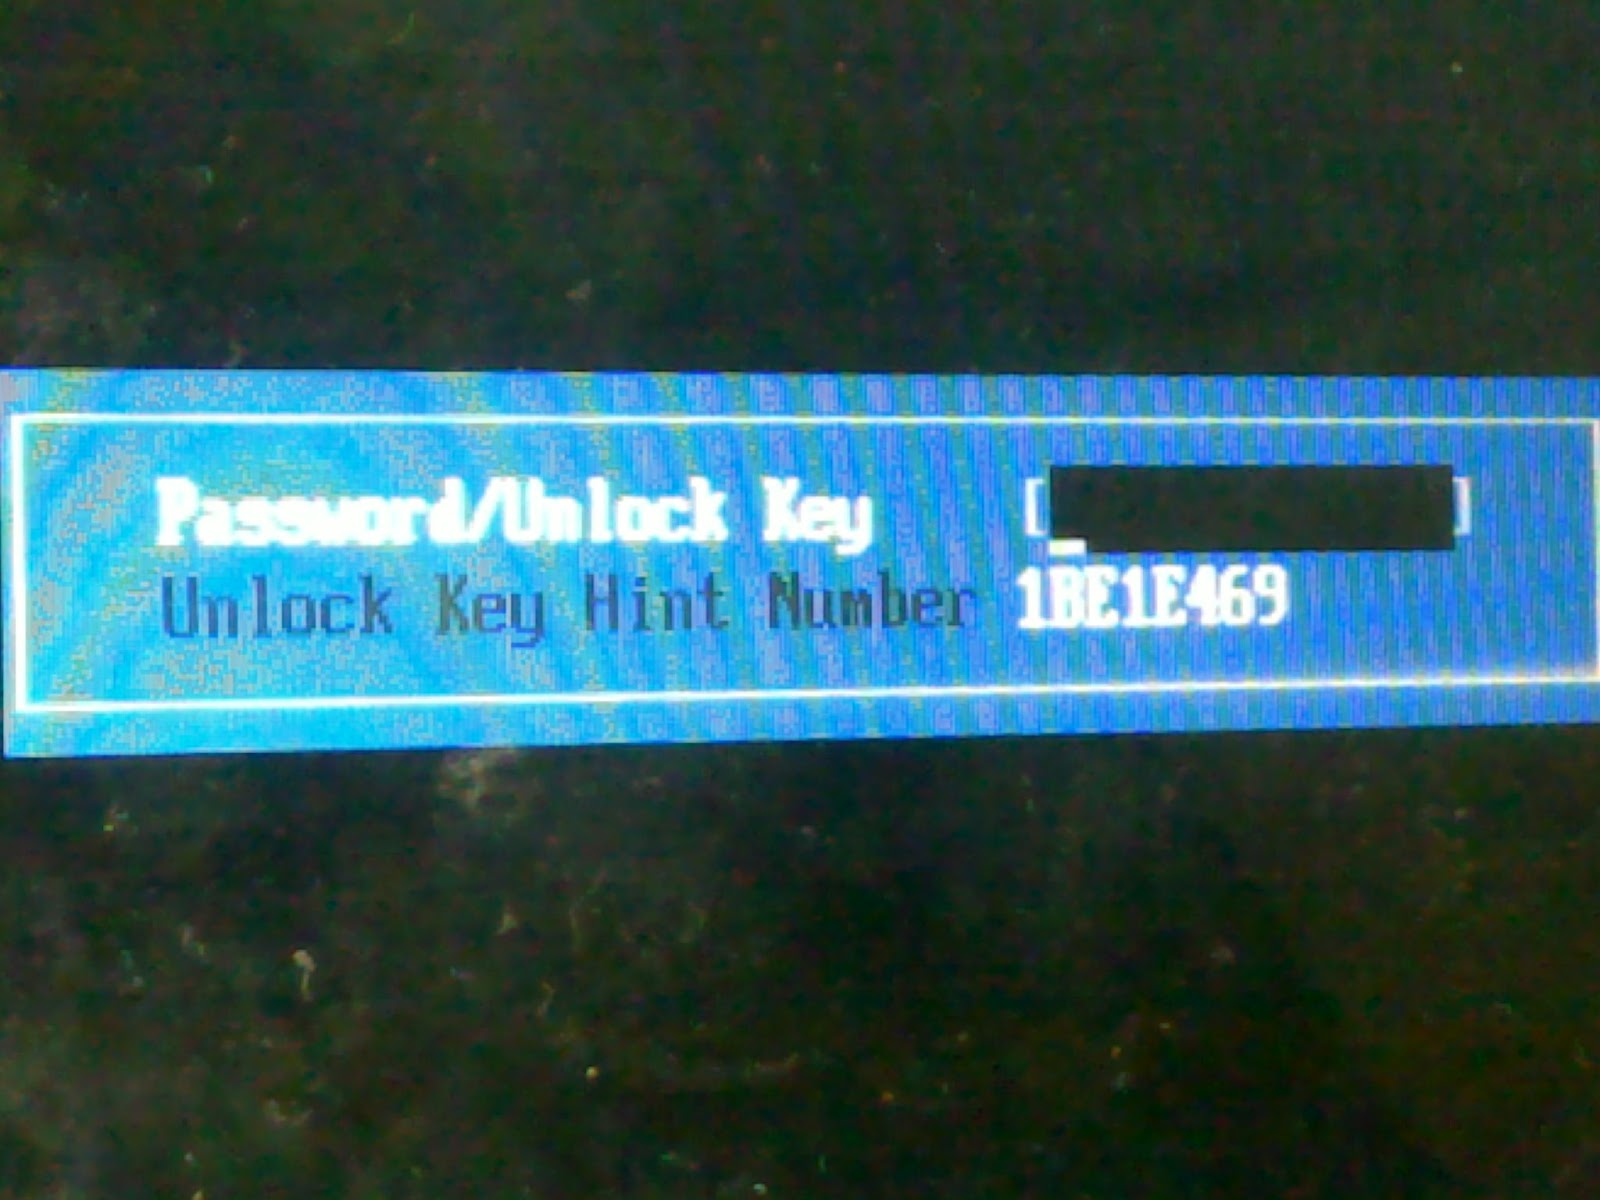 Password/Unlock Key [ ]
Unlock Key Hint Number 1BE1E469